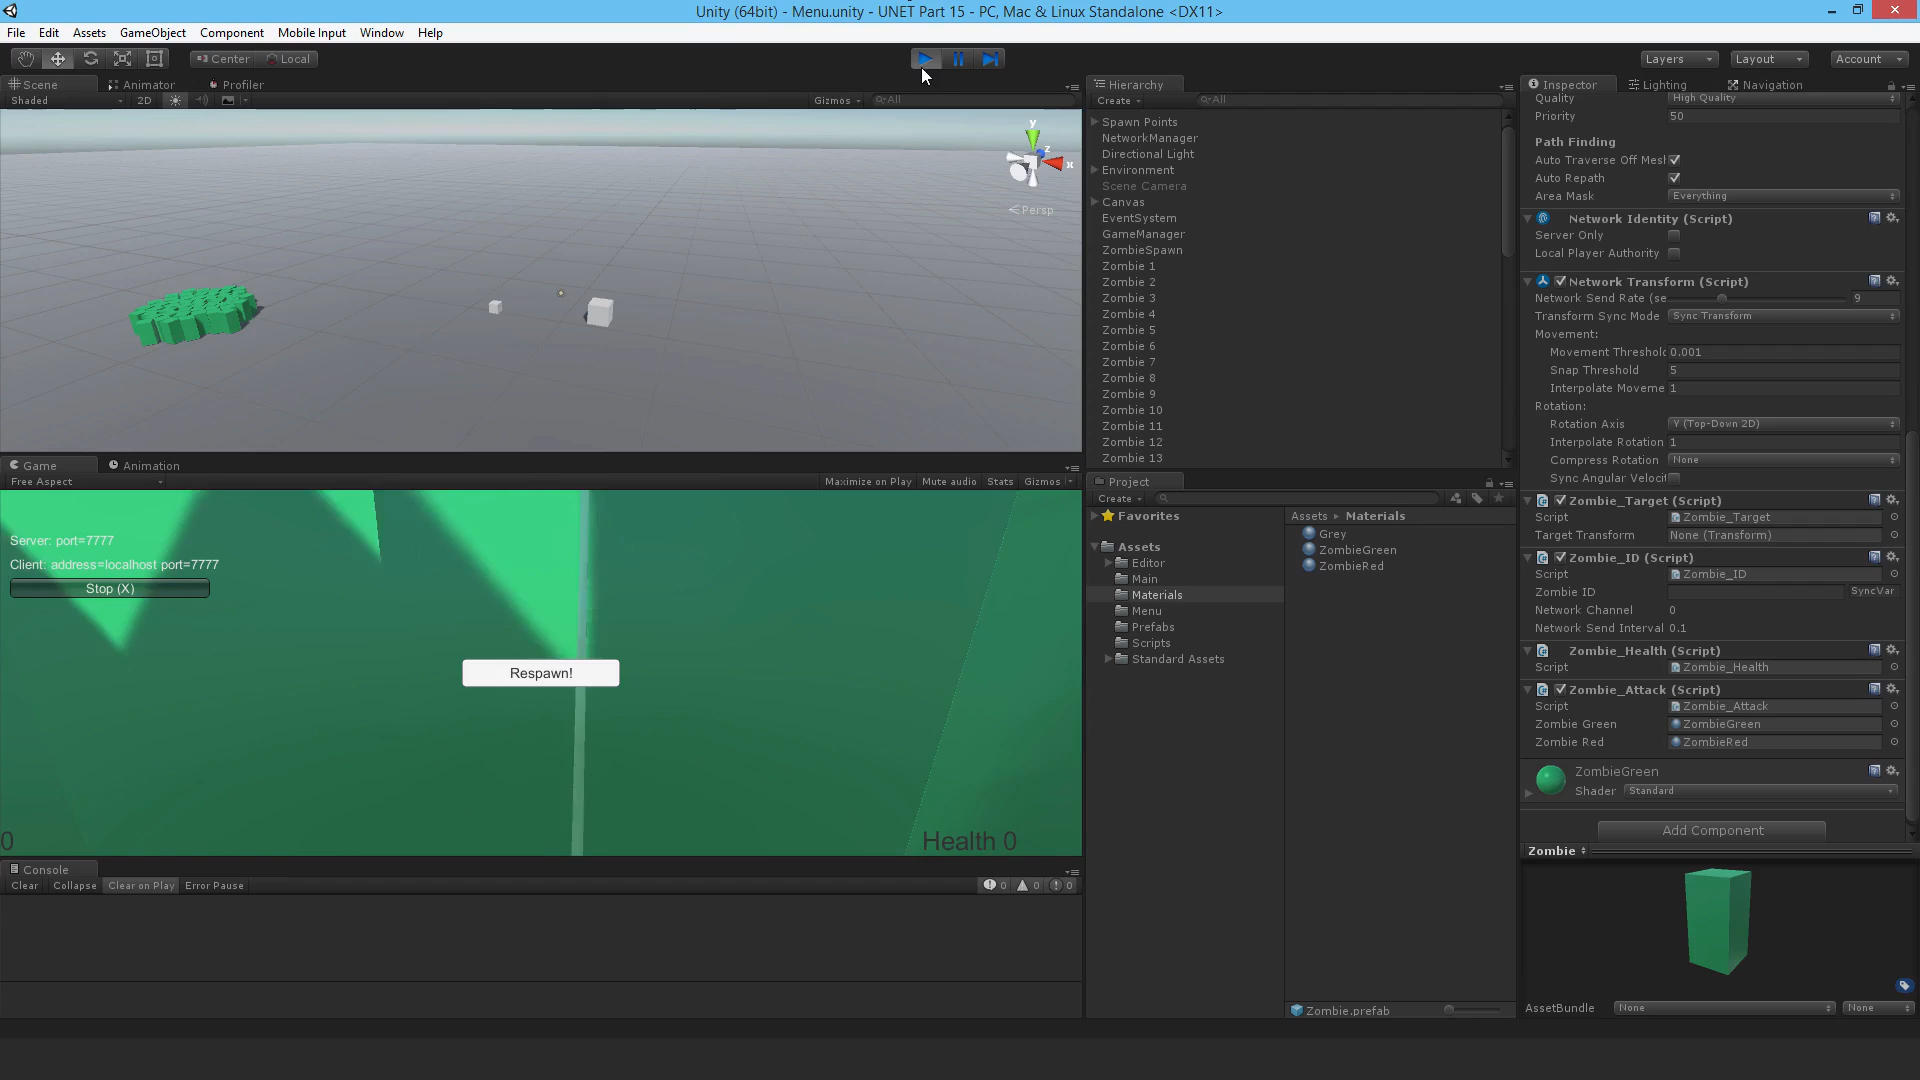 Unity (64bit) - Menu.unity - UNET Part 15 - PC, Mac & Linux Standalone <DX11>
File Edit Assets GameObject Component Mobile Input Window Help
Center Local
Layers Layout Account
Scene Animator Profiler
Shaded 2D Gizmos All
y
z
x
Persp
Game Animation
Free Aspect Maximize on Play Mute audio Stats Gizmos
Server: port=7777
Client: address=localhost port=7777
Stop (X)
Respawn!
0
Health 0
Console
Clear Collapse Clear on Play Error Pause 0 0 0
Hierarchy
Create All
Spawn Points
NetworkManager
Directional Light
Environment
Scene Camera
Canvas
EventSystem
GameManager
ZombieSpawn
Zombie 1
Zombie 2
Zombie 3
Zombie 4
Zombie 5
Zombie 6
Zombie 7
Zombie 8
Zombie 9
Zombie 10
Zombie 11
Zombie 12
Zombie 13
Project
Create
Favorites
Assets
Editor
Main
Materials
Menu
Prefabs
Scripts
Standard Assets
Assets Materials
Grey
ZombieGreen
ZombieRed
Zombie.prefab
Inspector Lighting Navigation
Quality High Quality
Priority 50
Path Finding
Auto Traverse Off Mesl
Auto Repath
Area Mask Everything
Network Identity (Script)
Server Only
Local Player Authority
Network Transform (Script)
Network Send Rate (se 9
Transform Sync Mode Sync Transform
Movement:
Movement Threshold 0.001
Snap Threshold 5
Interpolate Moveme 1
Rotation:
Rotation Axis Y (Top-Down 2D)
Interpolate Rotation 1
Compress Rotation None
Sync Angular Velocit
Zombie_Target (Script)
Script Zombie_Target
Target Transform None (Transform)
Zombie_ID (Script)
Script Zombie_ID
Zombie ID SyncVar
Network Channel 0
Network Send Interval 0.1
Zombie_Health (Script)
Script Zombie_Health
Zombie_Attack (Script)
Script Zombie_Attack
Zombie Green ZombieGreen
Zombie Red ZombieRed
ZombieGreen
Shader Standard
Add Component
Zombie
AssetBundle None None